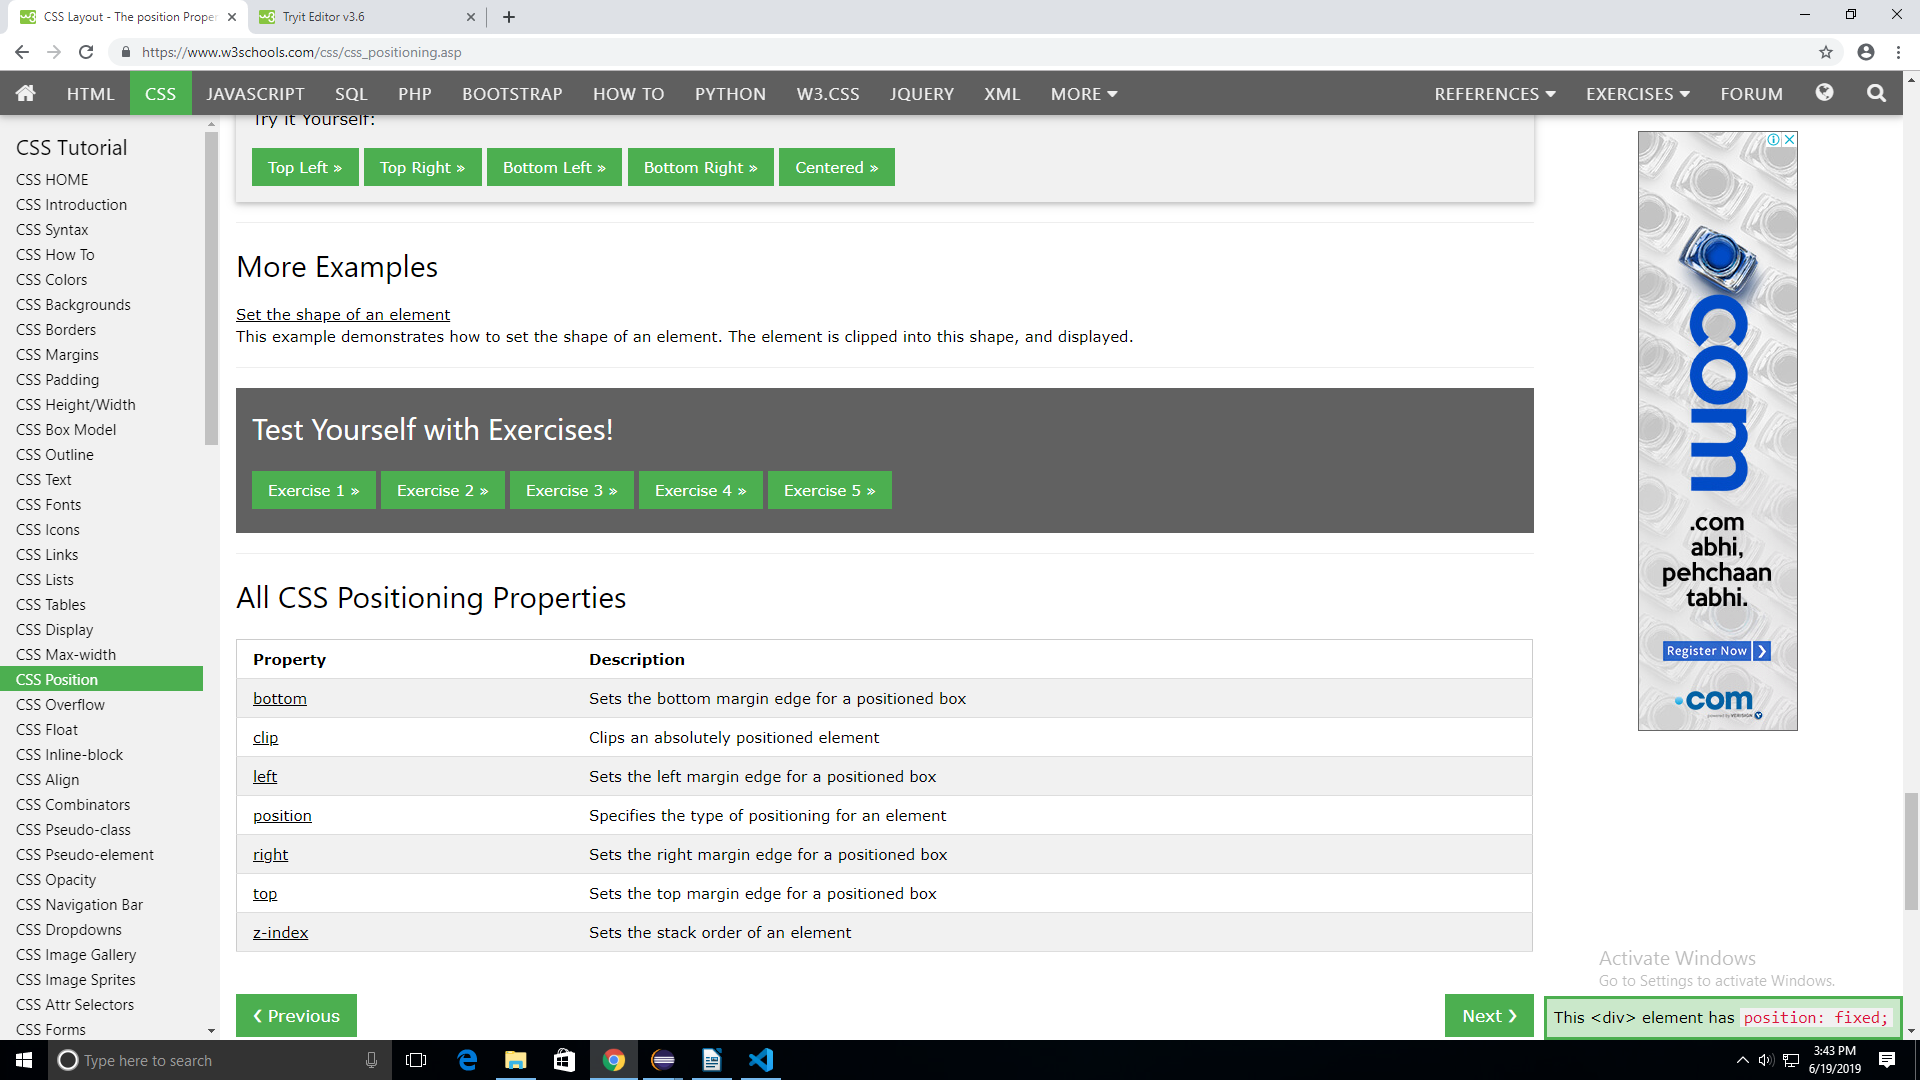 CSS Layout - The position Proper
Tryit Editor v3.6
https://www.w3schools.com/css/css_positioning.asp
HTML CSS JAVASCRIPT SQL PHP BOOTSTRAP HOW TO PYTHON W3.CSS JQUERY XML MORE REFERENCES EXERCISES FORUM
CSS Tutorial
CSS HOME
CSS Introduction
CSS Syntax
CSS How To
CSS Colors
CSS Backgrounds
CSS Borders
CSS Margins
CSS Padding
CSS Height/Width
CSS Box Model
CSS Outline
CSS Text
CSS Fonts
CSS Icons
CSS Links
CSS Lists
CSS Tables
CSS Display
CSS Max-width
CSS Position
CSS Overflow
CSS Float
CSS Inline-block
CSS Align
CSS Combinators
CSS Pseudo-class
CSS Pseudo-element
CSS Opacity
CSS Navigation Bar
CSS Dropdowns
CSS Image Gallery
CSS Image Sprites
CSS Attr Selectors
CSS Forms
Try it Yourself:
Top Left » Top Right » Bottom Left » Bottom Right » Centered »
More Examples
Set the shape of an element
This example demonstrates how to set the shape of an element. The element is clipped into this shape, and displayed.
Test Yourself with Exercises!
Exercise 1 » Exercise 2 » Exercise 3 » Exercise 4 » Exercise 5 »
All CSS Positioning Properties
Property Description
bottom Sets the bottom margin edge for a positioned box
clip Clips an absolutely positioned element
left Sets the left margin edge for a positioned box
position Specifies the type of positioning for an element
right Sets the right margin edge for a positioned box
top Sets the top margin edge for a positioned box
z-index Sets the stack order of an element
❮ Previous
Next ❯
com
.com
abhi,
pehchaan
tabhi.
Register Now ❯
.com
powered by VERISIGN
Activate Windows
Go to Settings to activate Windows.
This <div> element has position: fixed;
Type here to search
3:43 PM
6/19/2019